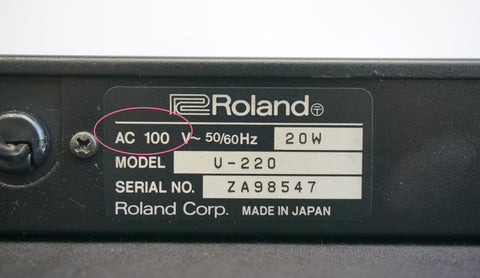 Roland
AC 100 V~ 50/60Hz 20W
MODEL U-220
SERIAL NO. ZA98547
Roland Corp. MADE IN JAPAN